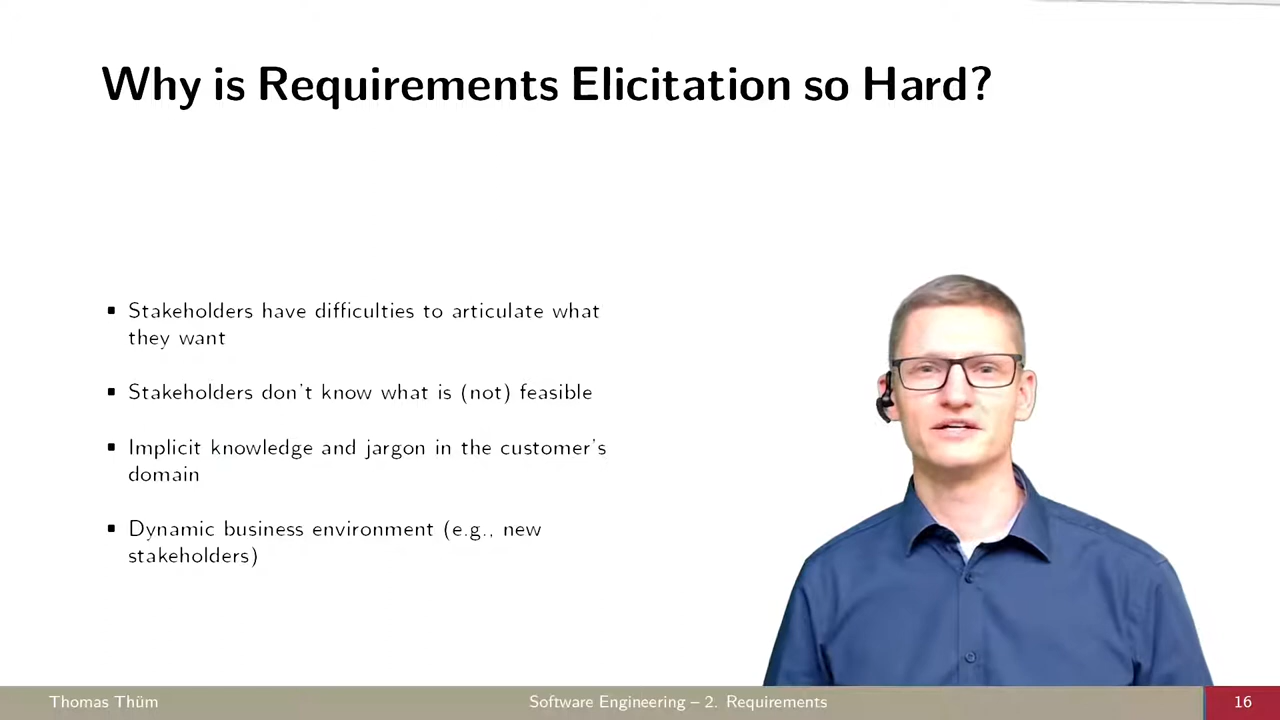 Why is Requirements Elicitation so Hard?
▪ Stakeholders have difficulties to articulate what
they want
▪ Stakeholders don't know what is (not) feasible
▪ Implicit knowledge and jargon in the customer's
domain
▪ Dynamic business environment (e.g., new
stakeholders)
Thomas Thüm
Software Engineering – 2. Requirements
16